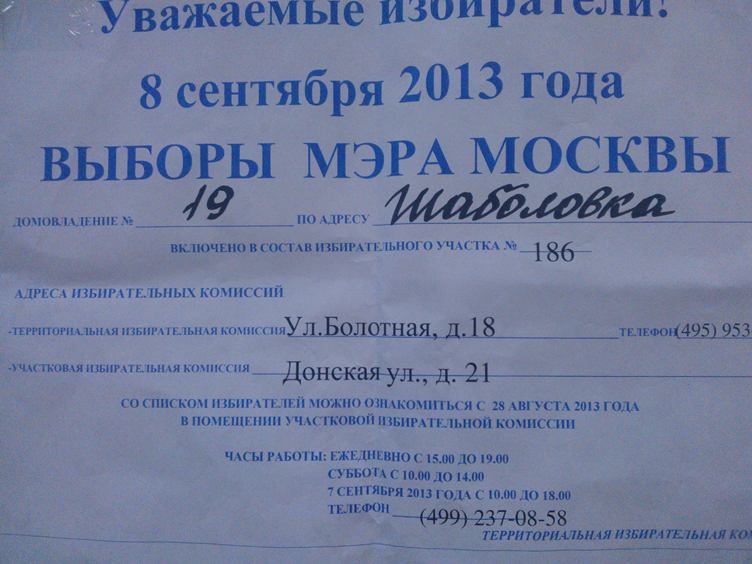 Уважаемые избиратели!
8 сентября 2013 года
ВЫБОРЫ МЭРА МОСКВЫ
ДОМОВЛАДЕНИЕ № 19 ПО АДРЕСУ Шаболовка
ВКЛЮЧЕНО В СОСТАВ ИЗБИРАТЕЛЬНОГО УЧАСТКА № 186
АДРЕСА ИЗБИРАТЕЛЬНЫХ КОМИССИЙ
-ТЕРРИТОРИАЛЬНАЯ ИЗБИРАТЕЛЬНАЯ КОМИССИЯ Ул.Болотная, д.18 ТЕЛЕФОН (495) 953-
-УЧАСТКОВАЯ ИЗБИРАТЕЛЬНАЯ КОМИССИЯ Донская ул., д. 21
СО СПИСКОМ ИЗБИРАТЕЛЕЙ МОЖНО ОЗНАКОМИТЬСЯ С 28 АВГУСТА 2013 ГОДА
В ПОМЕЩЕНИИ УЧАСТКОВОЙ ИЗБИРАТЕЛЬНОЙ КОМИССИИ
ЧАСЫ РАБОТЫ: ЕЖЕДНЕВНО С 15.00 ДО 19.00
СУББОТА С 10.00 ДО 14.00
7 СЕНТЯБРЯ 2013 ГОДА С 10.00 ДО 18.00
ТЕЛЕФОН (499) 237-08-58
ТЕРРИТОРИАЛЬНАЯ ИЗБИРАТЕЛЬНАЯ